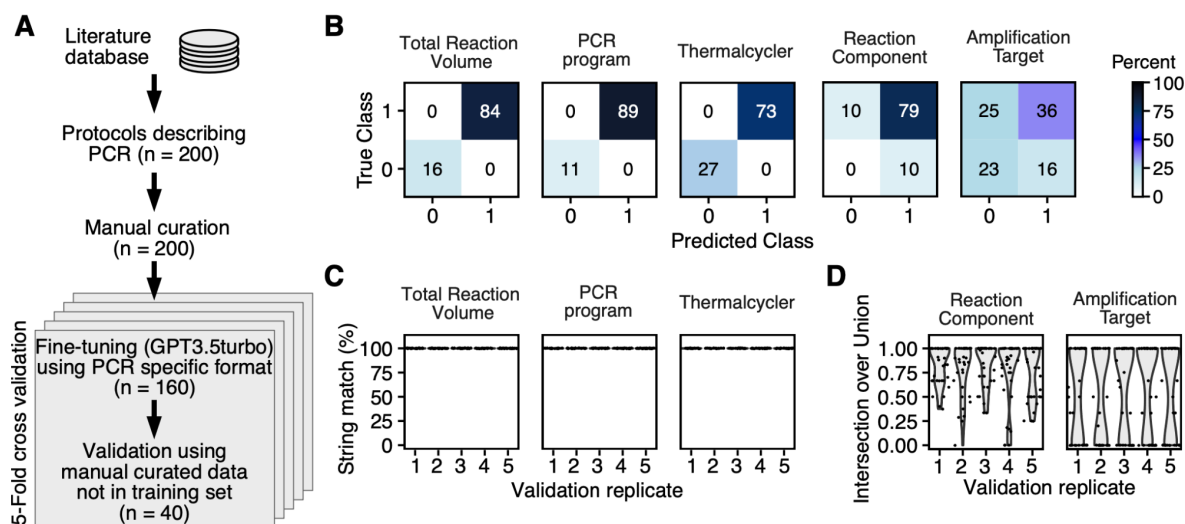 A
Literature
database
Protocols describing
PCR (n = 200)
Manual curation
(n = 200)
5-Fold cross validation
Fine-tuning (GPT3.5turbo)
using PCR specific format
(n = 160)
Validation using
manual curated data
not in training set
(n = 40)
B
Total Reaction
Volume
PCR
program
Thermalcycler
Reaction
Component
Amplification
Target
True Class
1
0
0 84
16 0
0 89
11 0
0 73
27 0
10 79
0 10
25 36
23 16
0 1
0 1
0 1
0 1
0 1
Predicted Class
Percent
100
75
50
25
0
C
Total Reaction
Volume
PCR
program
Thermalcycler
String match (%)
100
75
50
25
0
1 2 3 4 5
1 2 3 4 5
1 2 3 4 5
Validation replicate
D
Reaction
Component
Amplification
Target
Intersection over Union
1.00
0.75
0.50
0.25
0.00
1 2 3 4 5
1 2 3 4 5
Validation replicate